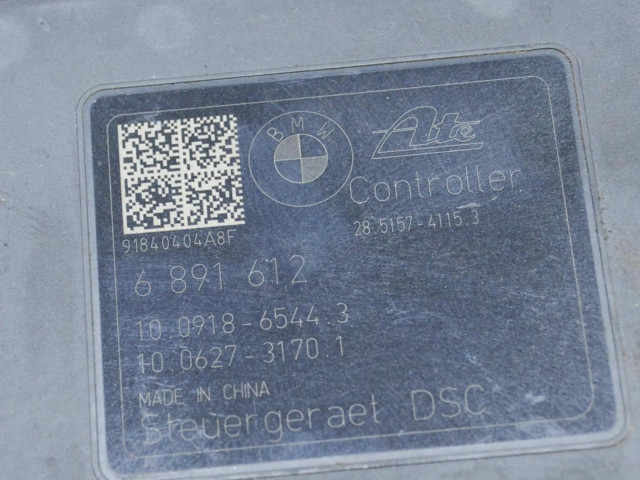 BMW
Ate
Controller
28.5157-4115.3
91840404A8F
6 891 612
10.0918-6544.3
10.0627-3170.1
MADE IN CHINA
Steuergeraet DSC